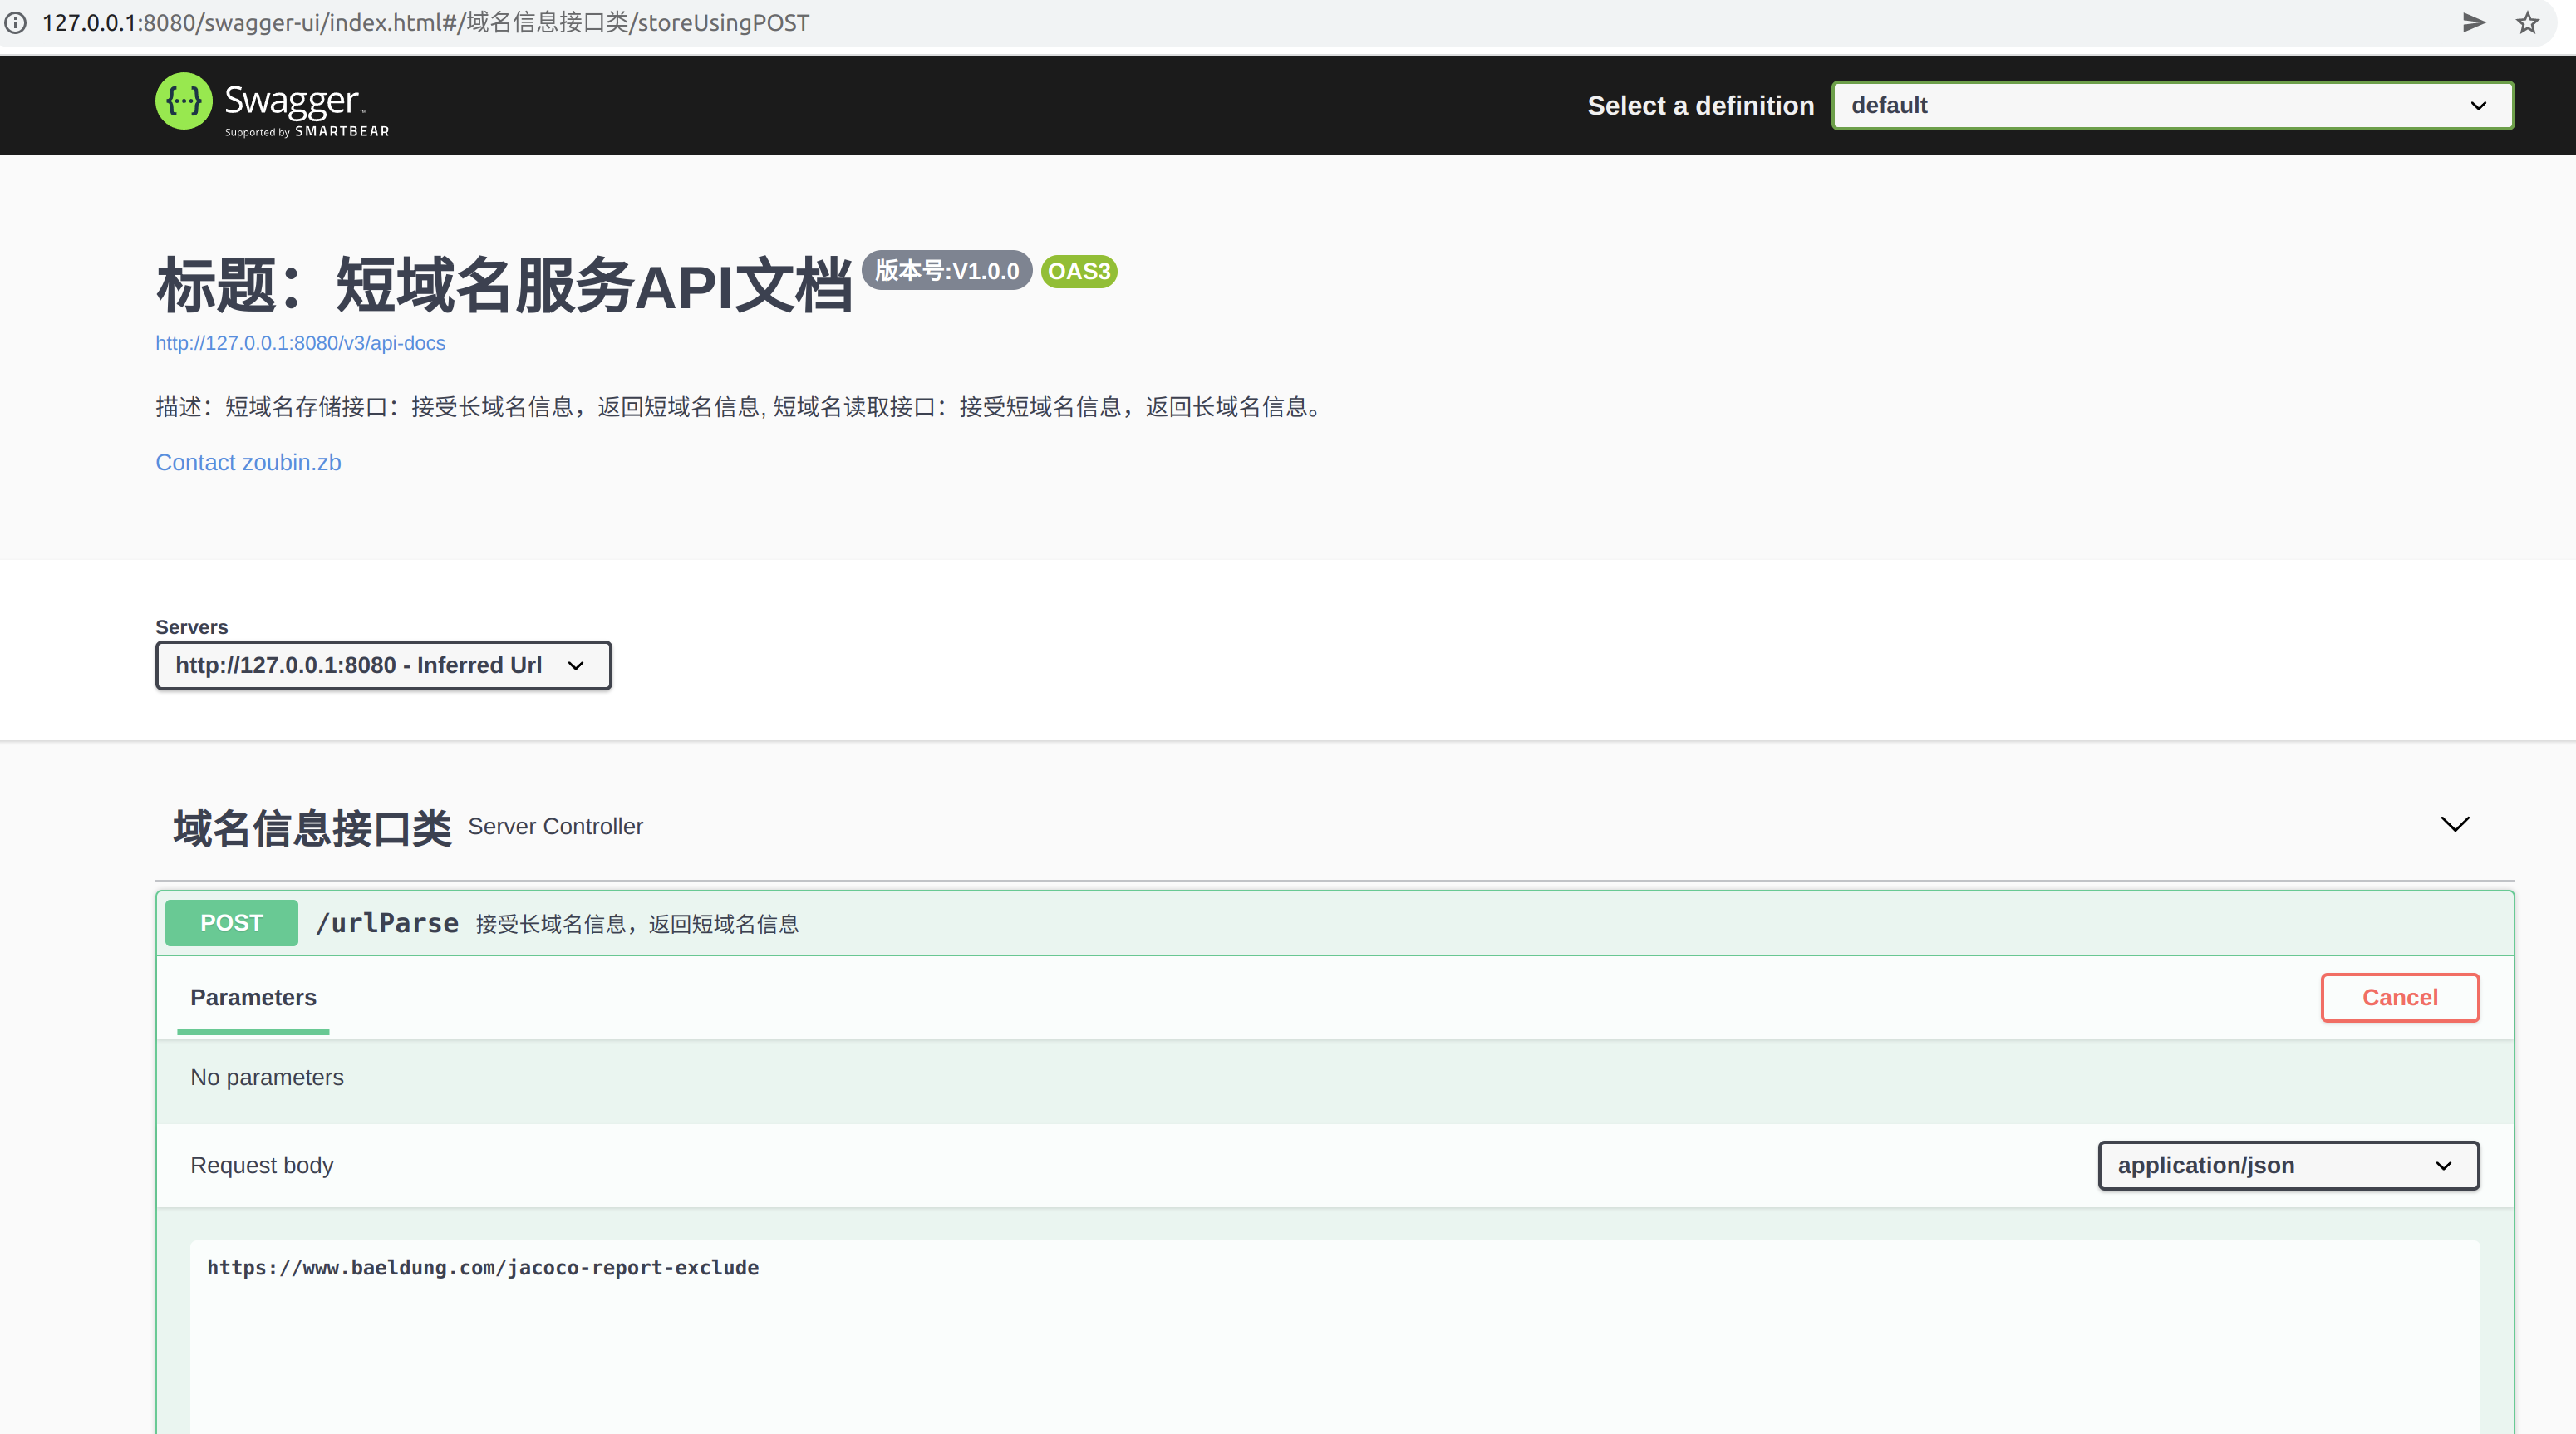 127.0.0.1:8080/swagger-ui/index.html#/域名信息接口类/storeUsingPOST
Swagger™
Supported by SMARTBEAR
Select a definition default
标题：短域名服务API文档 版本号:V1.0.0 OAS3
http://127.0.0.1:8080/v3/api-docs
描述：短域名存储接口：接受长域名信息，返回短域名信息, 短域名读取接口：接受短域名信息，返回长域名信息。
Contact zoubin.zb
Servers
http://127.0.0.1:8080 - Inferred Url
域名信息接口类 Server Controller
POST /urlParse 接受长域名信息，返回短域名信息
Parameters Cancel
No parameters
Request body application/json
https://www.baeldung.com/jacoco-report-exclude